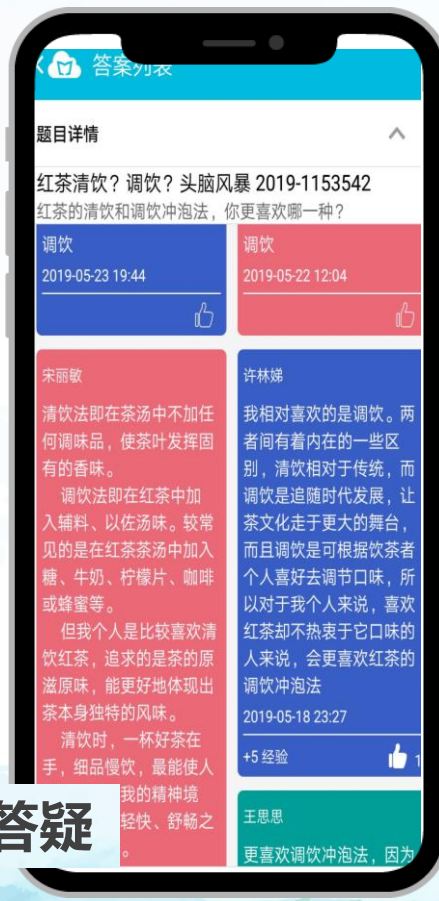 答案列表
题目详情
红茶清饮？调饮？头脑风暴 2019-1153542
红茶的清饮和调饮冲泡法，你更喜欢哪一种？
调饮
2019-05-23 19:44
调饮
2019-05-22 12:04
宋丽敏
清饮法即在茶汤中不加任
何调味品，使茶叶发挥固
有的香味。
调饮法即在红茶中加
入辅料、以佐汤味。较常
见的是在红茶茶汤中加入
糖、牛奶、柠檬片、咖啡
或蜂蜜等。
但我个人是比较喜欢清
饮红茶，追求的是茶的原
滋原味，能更好地体现出
茶本身独特的风味。
清饮时，一杯好茶在
手，细品慢饮，最能使人
我的精神境
轻快、舒畅之
。
许林娣
我相对喜欢的是调饮。两
者间有着内在的一些区
别，清饮相对于传统，而
调饮是追随时代发展，让
茶文化走于更大的舞台，
而且调饮是可根据饮茶者
个人喜好去调节口味，所
以对于我个人来说，喜欢
红茶却不热衷于它口味的
人来说，会更喜欢红茶的
调饮冲泡法
2019-05-18 23:27
+5 经验
1
王思思
更喜欢调饮冲泡法，因为
答疑